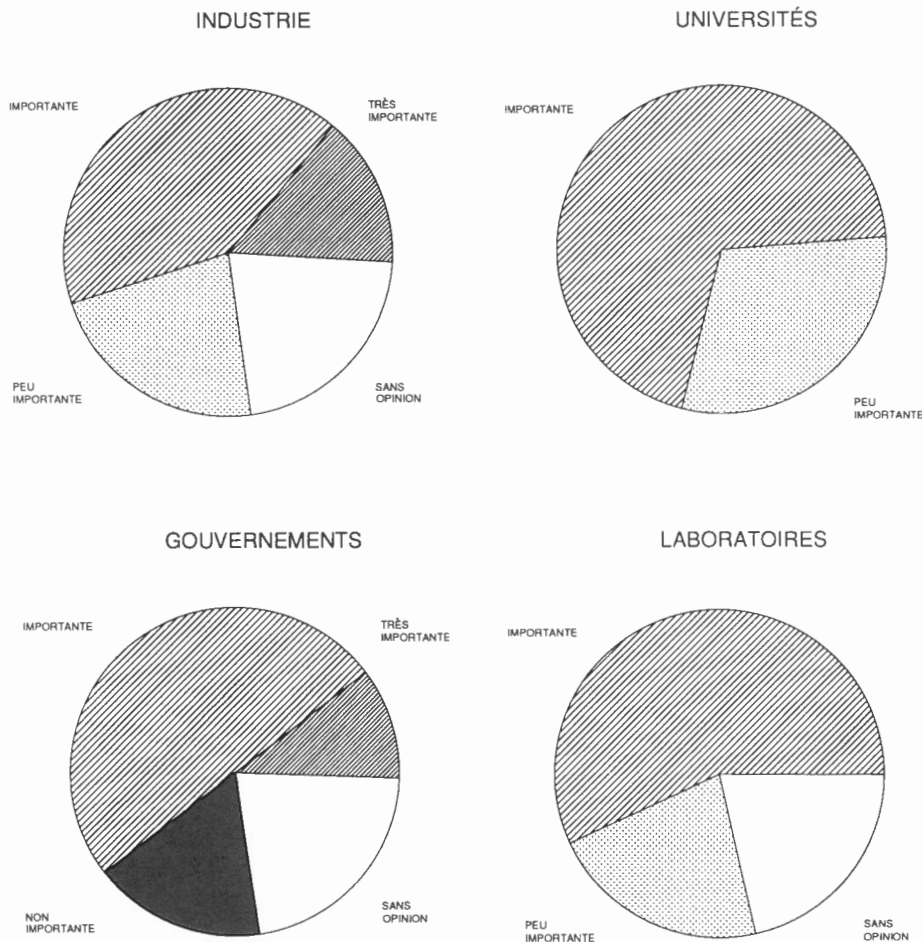 INDUSTRIE
UNIVERSITÉS
IMPORTANTE
TRÈS
IMPORTANTE
IMPORTANTE
PEU
IMPORTANTE
SANS
OPINION
PEU
IMPORTANTE
GOUVERNEMENTS
LABORATOIRES
IMPORTANTE
TRÈS
IMPORTANTE
IMPORTANTE
NON
IMPORTANTE
SANS
OPINION
PEU
IMPORTANTE
SANS
OPINION